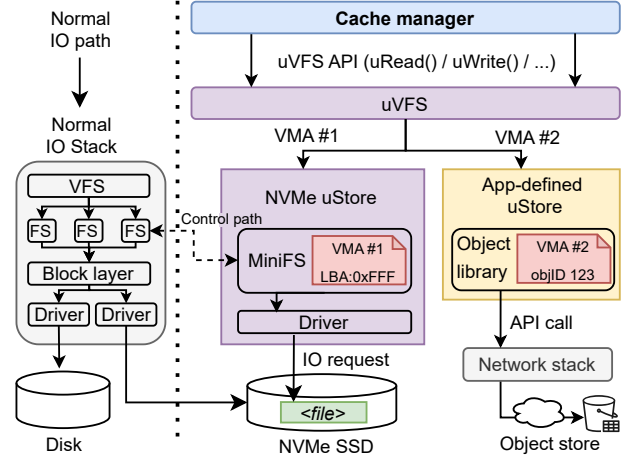 Normal
IO path
Normal
IO Stack
VFS
FS
FS
FS
Block layer
Driver
Driver
Disk
Control path
Cache manager
uVFS API (uRead() / uWrite() / ...)
uVFS
VMA #1
VMA #2
NVMe uStore
MiniFS
VMA #1
LBA:0xFFF
Driver
IO request
<file>
NVMe SSD
App-defined
uStore
Object
library
VMA #2
objID 123
API call
Network stack
Object store